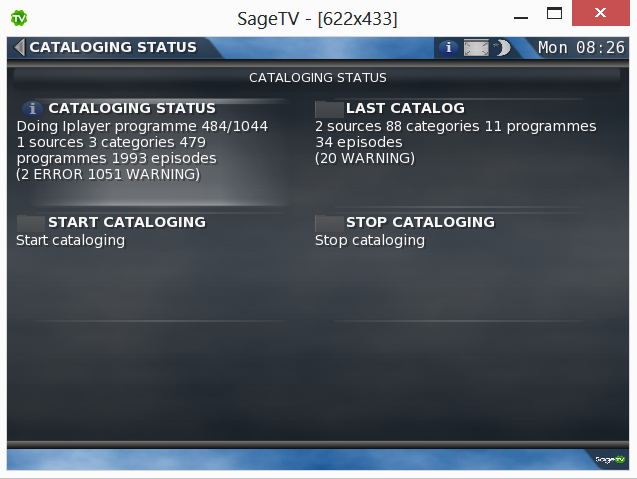 SageTV - [622x433]
CATALOGING STATUS
Mon 08:26
CATALOGING STATUS
CATALOGING STATUS
Doing Iplayer programme 484/1044
1 sources 3 categories 479
programmes 1993 episodes
(2 ERROR 1051 WARNING)
LAST CATALOG
2 sources 88 categories 11 programmes
34 episodes
(20 WARNING)
START CATALOGING
Start cataloging
STOP CATALOGING
Stop cataloging
SageTV